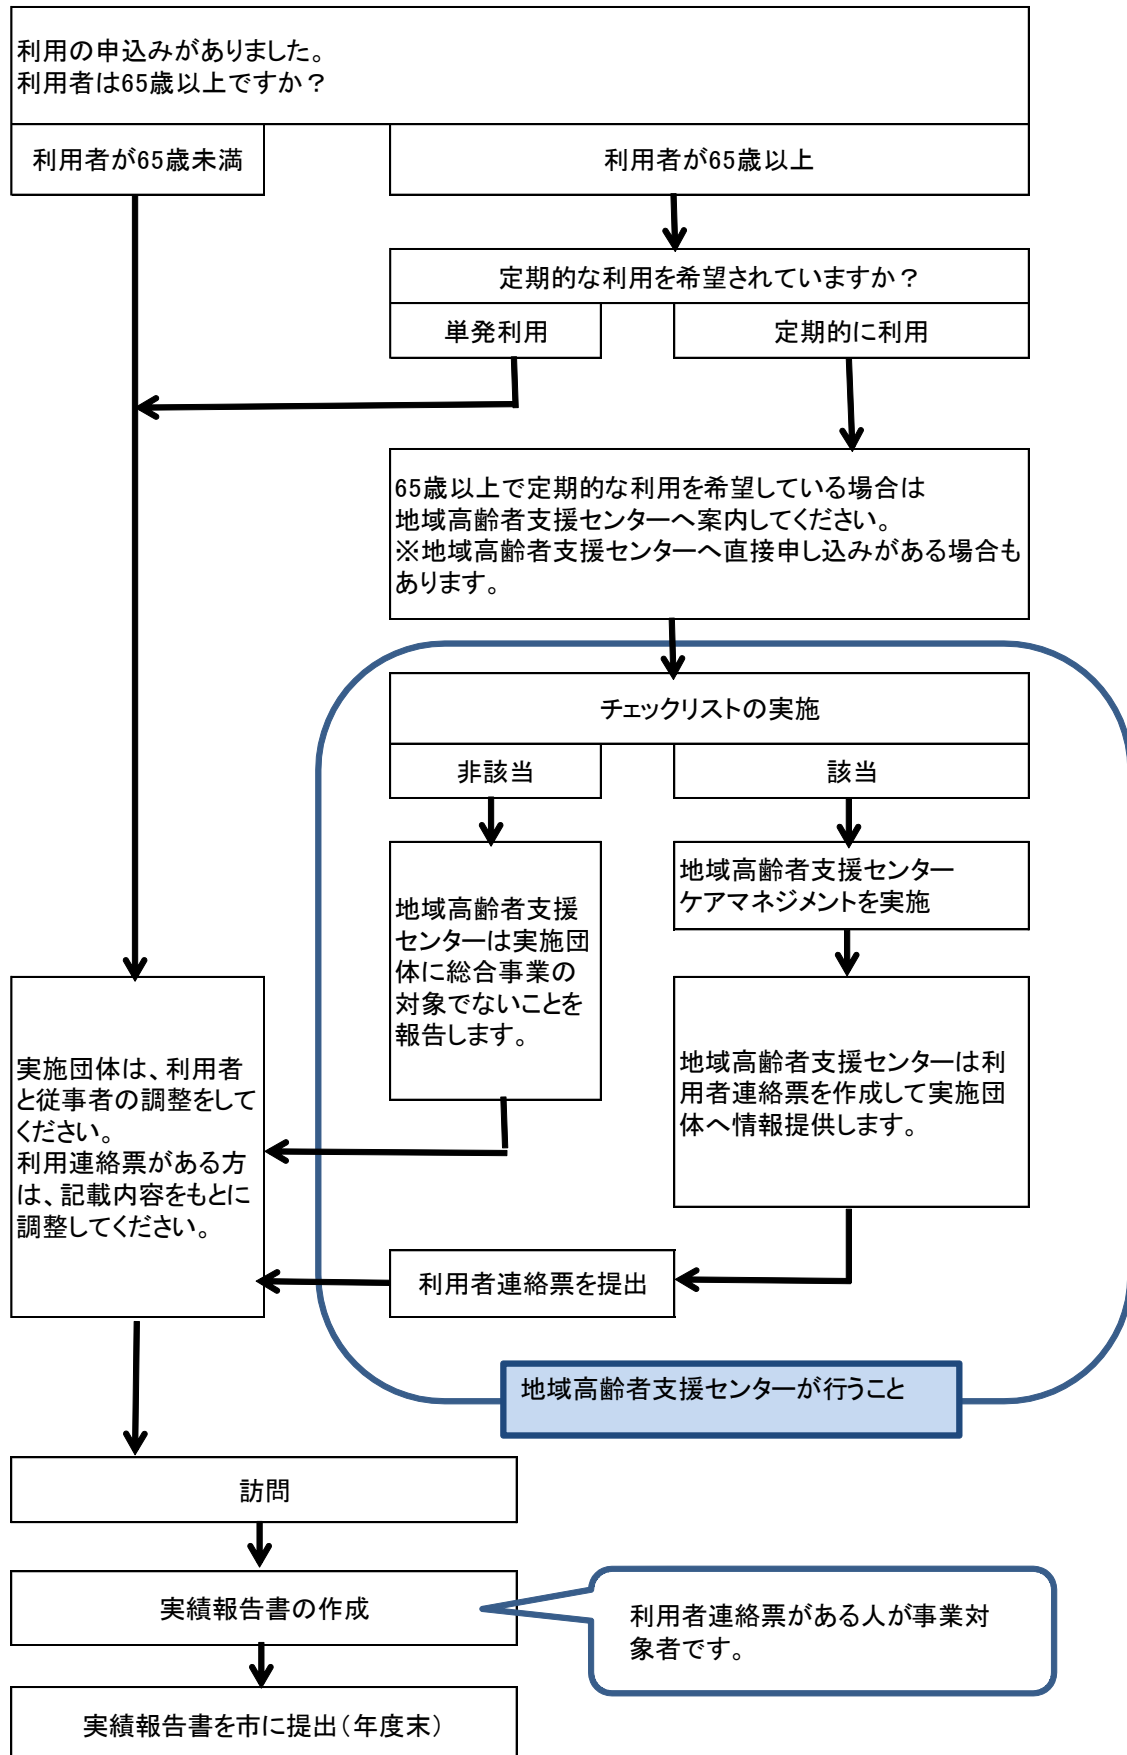 利用の申込みがありました。
利用者は65歳以上ですか？
利用者が65歳未満
利用者が65歳以上
定期的な利用を希望されていますか？
単発利用
定期的に利用
65歳以上で定期的な利用を希望している場合は
地域高齢者支援センターへ案内してください。
※地域高齢者支援センターへ直接申し込みがある場合も
あります。
チェックリストの実施
非該当
該当
地域高齢者支援
センターは実施団
体に総合事業の
対象でないことを
報告します。
地域高齢者支援センター
ケアマネジメントを実施
地域高齢者支援センターは利
用者連絡票を作成して実施団
体へ情報提供します。
実施団体は、利用者
と従事者の調整をして
ください。
利用連絡票がある方
は、記載内容をもとに
調整してください。
利用者連絡票を提出
地域高齢者支援センターが行うこと
訪問
実績報告書の作成
利用者連絡票がある人が事業対
象者です。
実績報告書を市に提出（年度末）